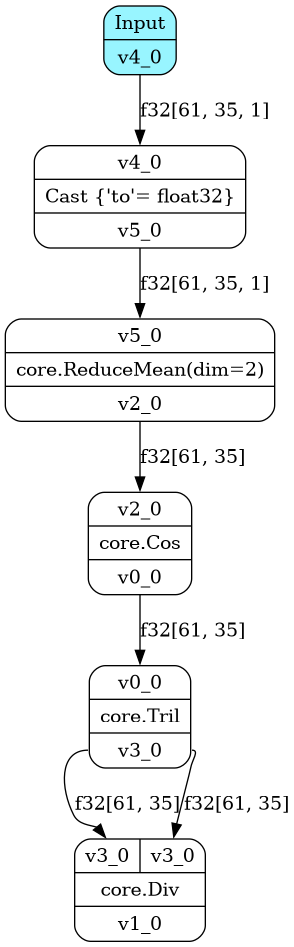 Input
v4_0
f32[61, 35, 1]
v4_0
Cast {'to'= float32}
v5_0
f32[61, 35, 1]
v5_0
core.ReduceMean(dim=2)
v2_0
f32[61, 35]
v2_0
core.Cos
v0_0
f32[61, 35]
v0_0
core.Tril
v3_0
f32[61, 35] f32[61, 35]
v3_0 v3_0
core.Div
v1_0